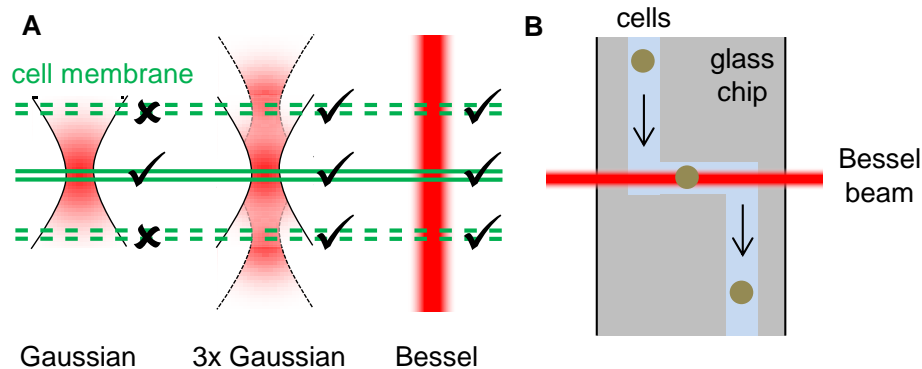 A
cell membrane
Gaussian
3x Gaussian
Bessel
B
cells
glass
chip
Bessel
beam